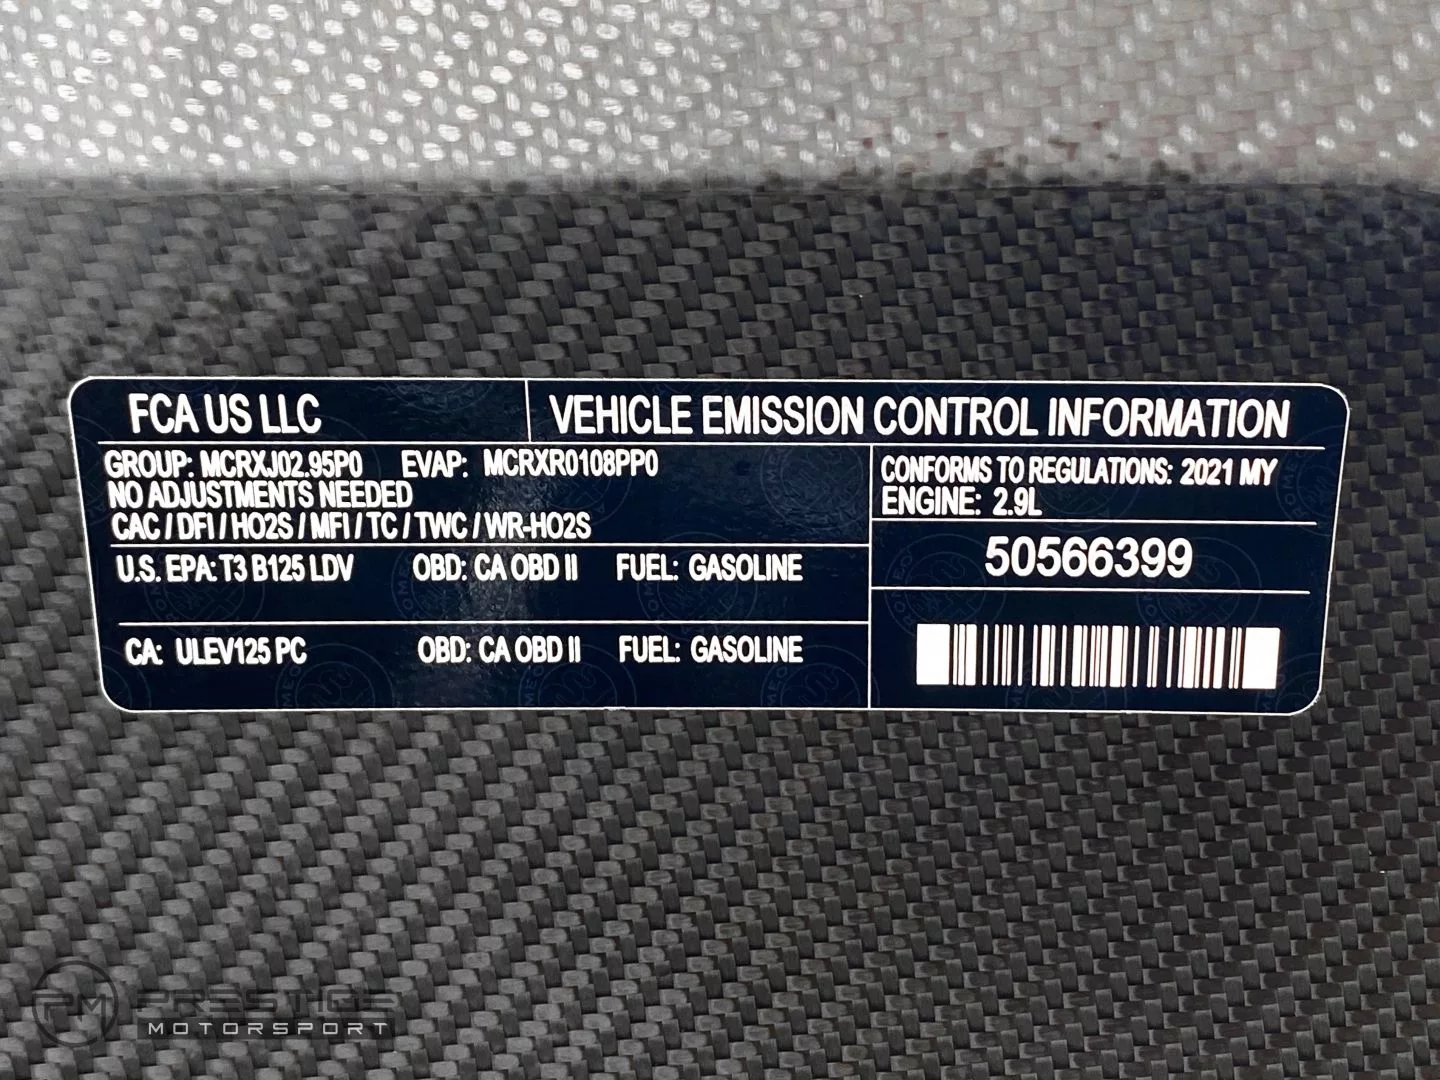 FCA US LLC
VEHICLE EMISSION CONTROL INFORMATION
GROUP: MCRXJ02.95P0 EVAP: MCRXR0108PP0
NO ADJUSTMENTS NEEDED
CAC / DFI / HO2S / MFI / TC / TWC / WR-HO2S
U.S. EPA: T3 B125 LDV OBD: CA OBD II FUEL: GASOLINE
CA: ULEV125 PC OBD: CA OBD II FUEL: GASOLINE
CONFORMS TO REGULATIONS: 2021 MY
ENGINE: 2.9L
50566399
PM PRESTIGE
MOTORSPORT